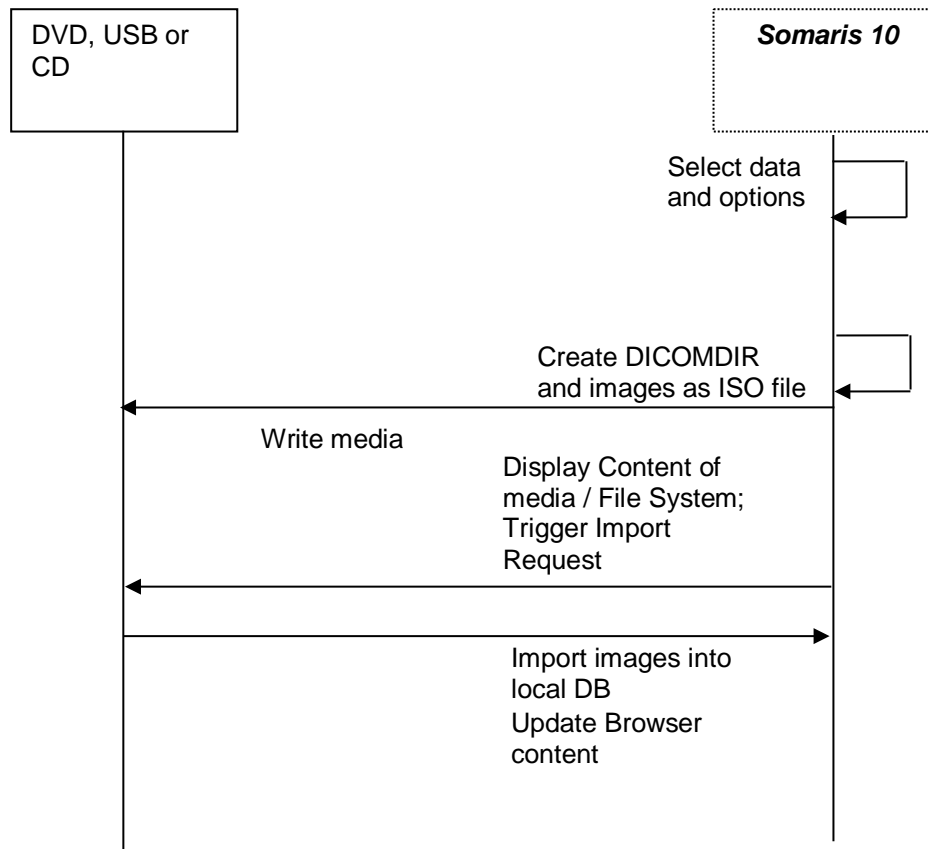 DVD, USB or
CD
Somaris 10
Select data
and options
Create DICOMDIR
and images as ISO file
Write media
Display Content of
media / File System;
Trigger Import
Request
Import images into
local DB
Update Browser
content